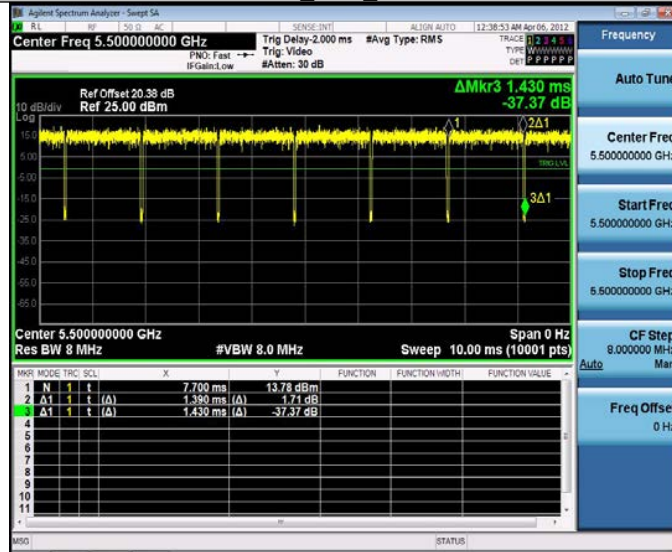 Agilent Spectrum Analyzer - Swept SA
RL RF 50 Ω AC SENSE:INT ALIGN AUTO 12:38:53 AM Apr 06, 2012
Center Freq 5.500000000 GHz
PNO: Fast
IFGain:Low
Trig Delay-2.000 ms
Trig: Video
#Atten: 30 dB
#Avg Type: RMS
TRACE 1 2 3 4 5 6
TYPE WWWWWW
DET P P P P P P
Ref Offset 20.38 dB
Ref 25.00 dBm
10 dB/div
Log
ΔMkr3 1.430 ms
-37.37 dB
15.0
5.00
-5.00
-15.0
-25.0
-35.0
-45.0
-55.0
-65.0
1
2Δ1
TRIG LVL
3Δ1
Center 5.500000000 GHz
Span 0 Hz
Res BW 8 MHz
#VBW 8.0 MHz
Sweep 10.00 ms (10001 pts)
MKR MODE TRC SCL X Y FUNCTION FUNCTION WIDTH FUNCTION VALUE
1 N 1 t 7.700 ms 13.78 dBm
2 Δ1 1 t (Δ) 1.390 ms (Δ) 1.71 dB
3 Δ1 1 t (Δ) 1.430 ms (Δ) -37.37 dB
4
5
6
7
8
9
10
11
MSG
STATUS
Frequency
Auto Tune
Center Freq
5.500000000 GHz
Start Freq
5.500000000 GHz
Stop Freq
5.500000000 GHz
CF Step
8.000000 MHz
Auto Man
Freq Offset
0 Hz